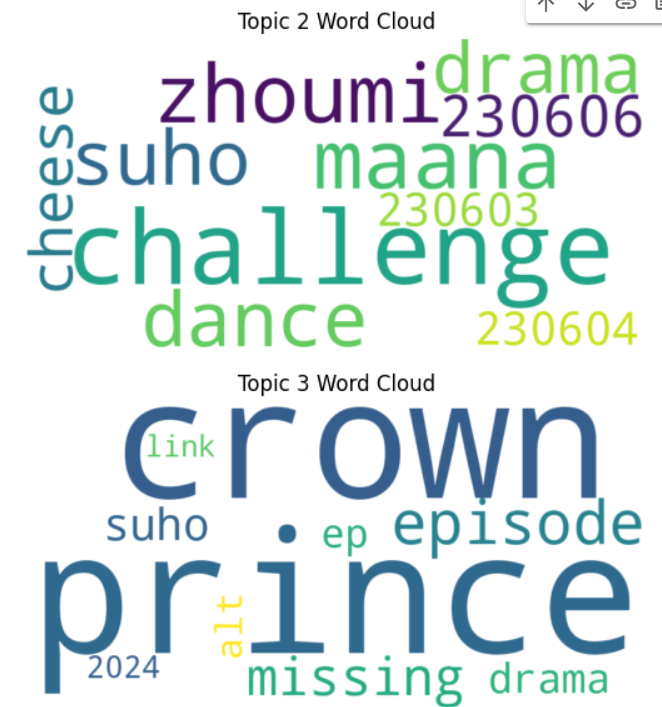 Topic 2 Word Cloud
drama
zhoumi
230606
cheese
suho
maana
230603
challenge
dance
230604
Topic 3 Word Cloud
crown
link
suho
ep
episode
prince
alt
2024
missing
drama